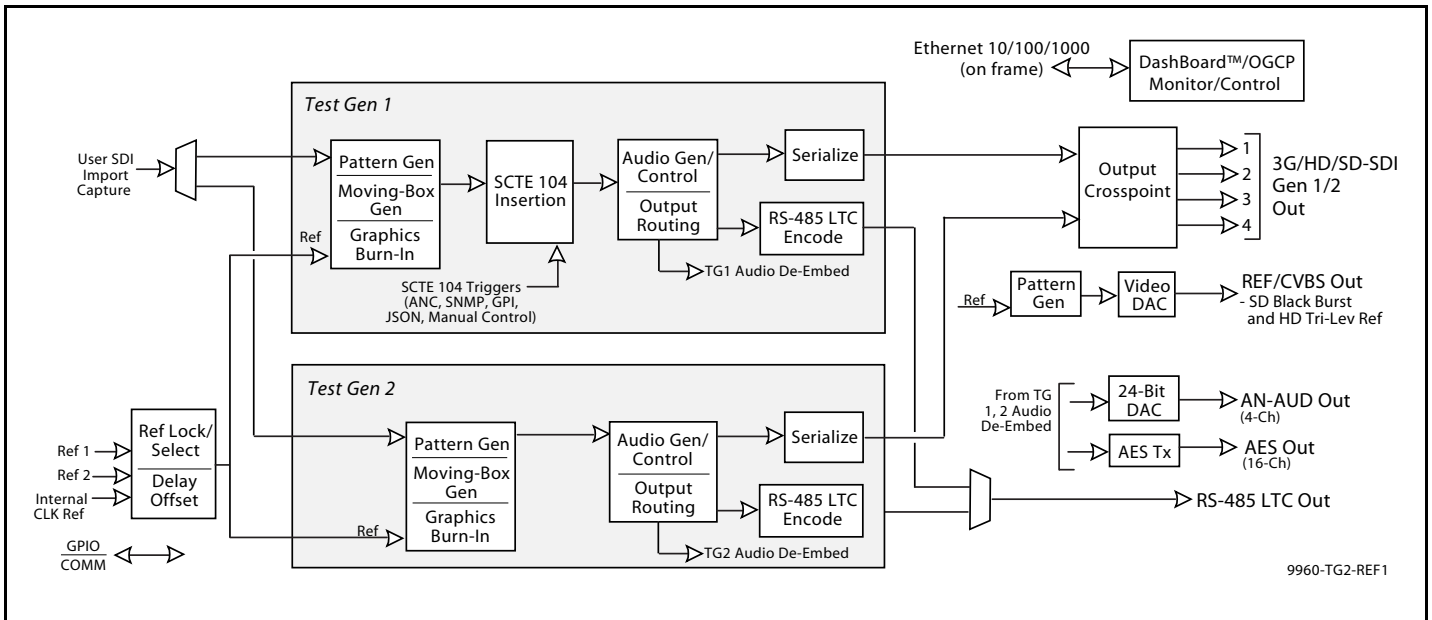 Ethernet 10/100/1000
(on frame)
DashBoard™/OGCP
Monitor/Control
Test Gen 1
User SDI
Import
Capture
Pattern Gen
Moving-Box
Gen
Graphics
Burn-In
Ref
SCTE 104
Insertion
SCTE 104 Triggers
(ANC, SNMP, GPI,
JSON, Manual Control)
Audio Gen/
Control
Output
Routing
Serialize
RS-485 LTC
Encode
TG1 Audio De-Embed
Output
Crosspoint
1
2
3
4
3G/HD/SD-SDI
Gen 1/2
Out
Ref
Pattern
Gen
Video
DAC
REF/CVBS Out
- SD Black Burst
and HD Tri-Lev Ref
Test Gen 2
Ref 1
Ref 2
Internal
CLK Ref
Ref Lock/
Select
Delay
Offset
GPIO
COMM
Pattern Gen
Moving-Box
Gen
Graphics
Burn-In
Ref
Audio Gen/
Control
Output
Routing
Serialize
RS-485 LTC
Encode
TG2 Audio De-Embed
From TG
1, 2 Audio
De-Embed
24-Bit
DAC
AN-AUD Out
(4-Ch)
AES Tx
AES Out
(16-Ch)
RS-485 LTC Out
9960-TG2-REF1